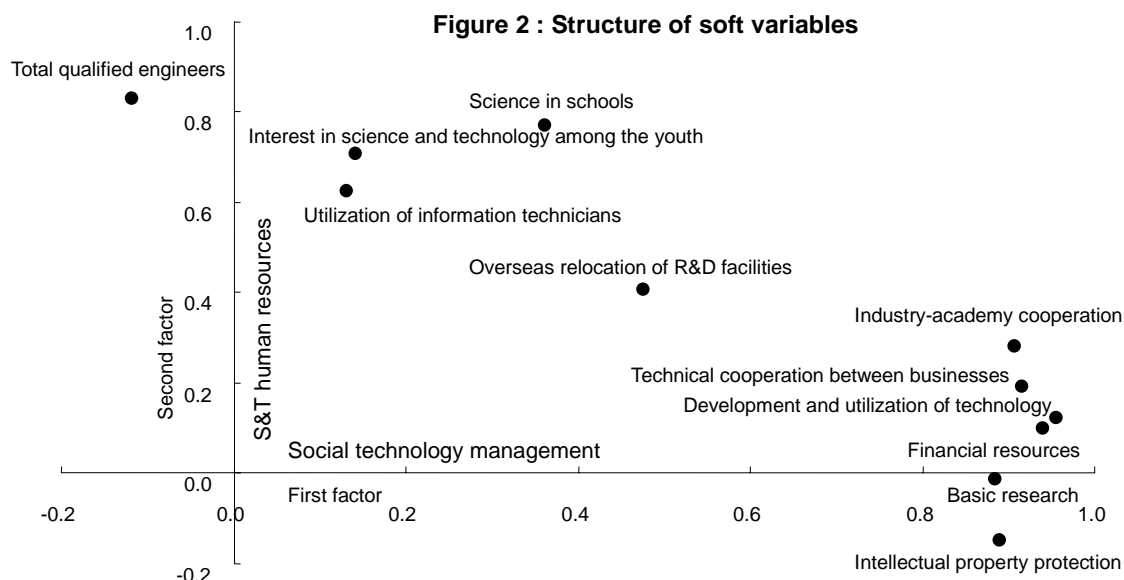 Figure 2 : Structure of soft variables
1.0
Total qualified engineers
Science in schools
0.8
Interest in science and technology among the youth
0.6
Utilization of information technicians
Overseas relocation of R&D facilities
0.4
Industry-academy cooperation
Second factor
S&T human resources
0.2
Technical cooperation between businesses
Development and utilization of technology
Social technology management
Financial resources
0.0
First factor
Basic research
-0.2 0.0 0.2 0.4 0.6 0.8 1.0
Intellectual property protection
-0.2